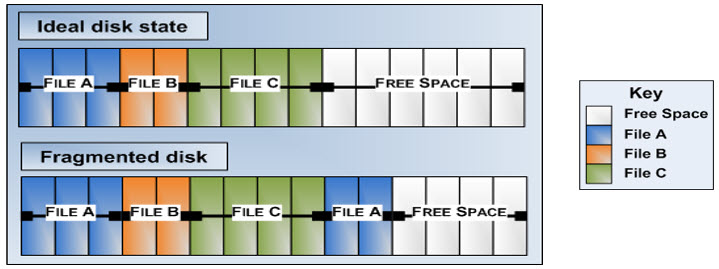 Ideal disk state
FILE A FILE B FILE C FREE SPACE
Fragmented disk
FILE A FILE B FILE C FILE A FREE SPACE
Key
Free Space
File A
File B
File C